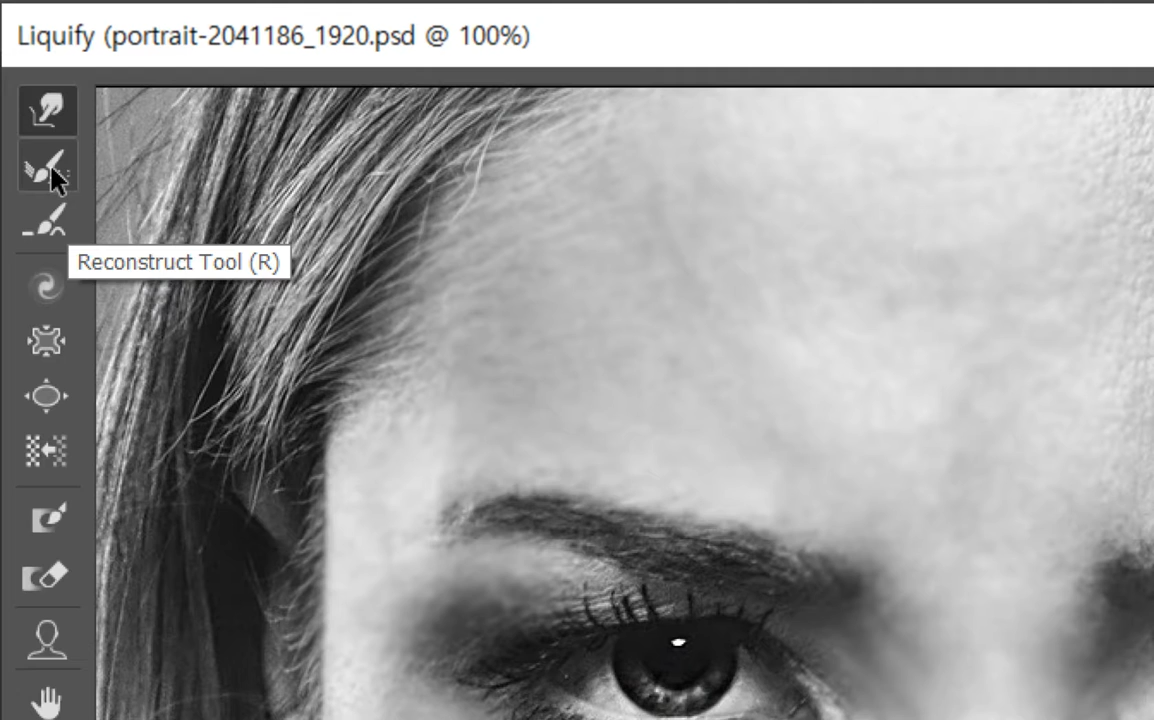 Liquify (portrait-2041186_1920.psd @ 100%)
Reconstruct Tool (R)